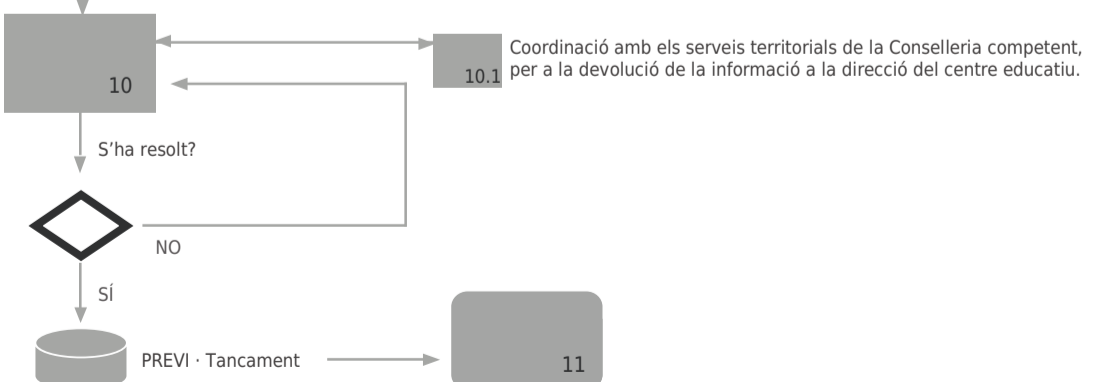 10
10.1
Coordinació amb els serveis territorials de la Conselleria competent,
per a la devolució de la informació a la direcció del centre educatiu.
S’ha resolt?
NO
SÍ
PREVI · Tancament
11